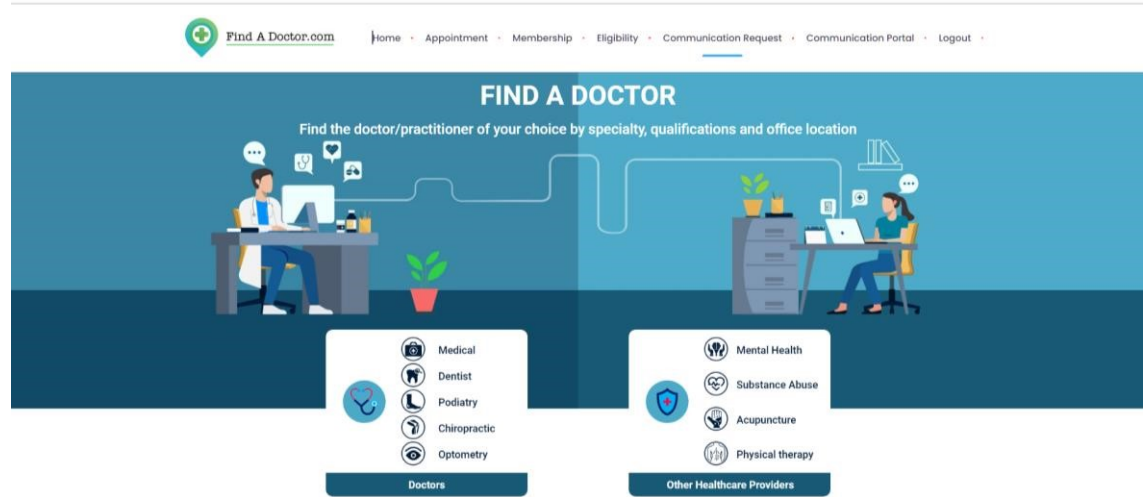 Find A Doctor.com
Home · Appointment · Membership · Eligibility · Communication Request · Communication Portal · Logout ·
FIND A DOCTOR
Find the doctor/practitioner of your choice by specialty, qualifications and office location
Medical
Dentist
Podiatry
Chiropractic
Optometry
Doctors
Mental Health
Substance Abuse
Acupuncture
Physical therapy
Other Healthcare Providers